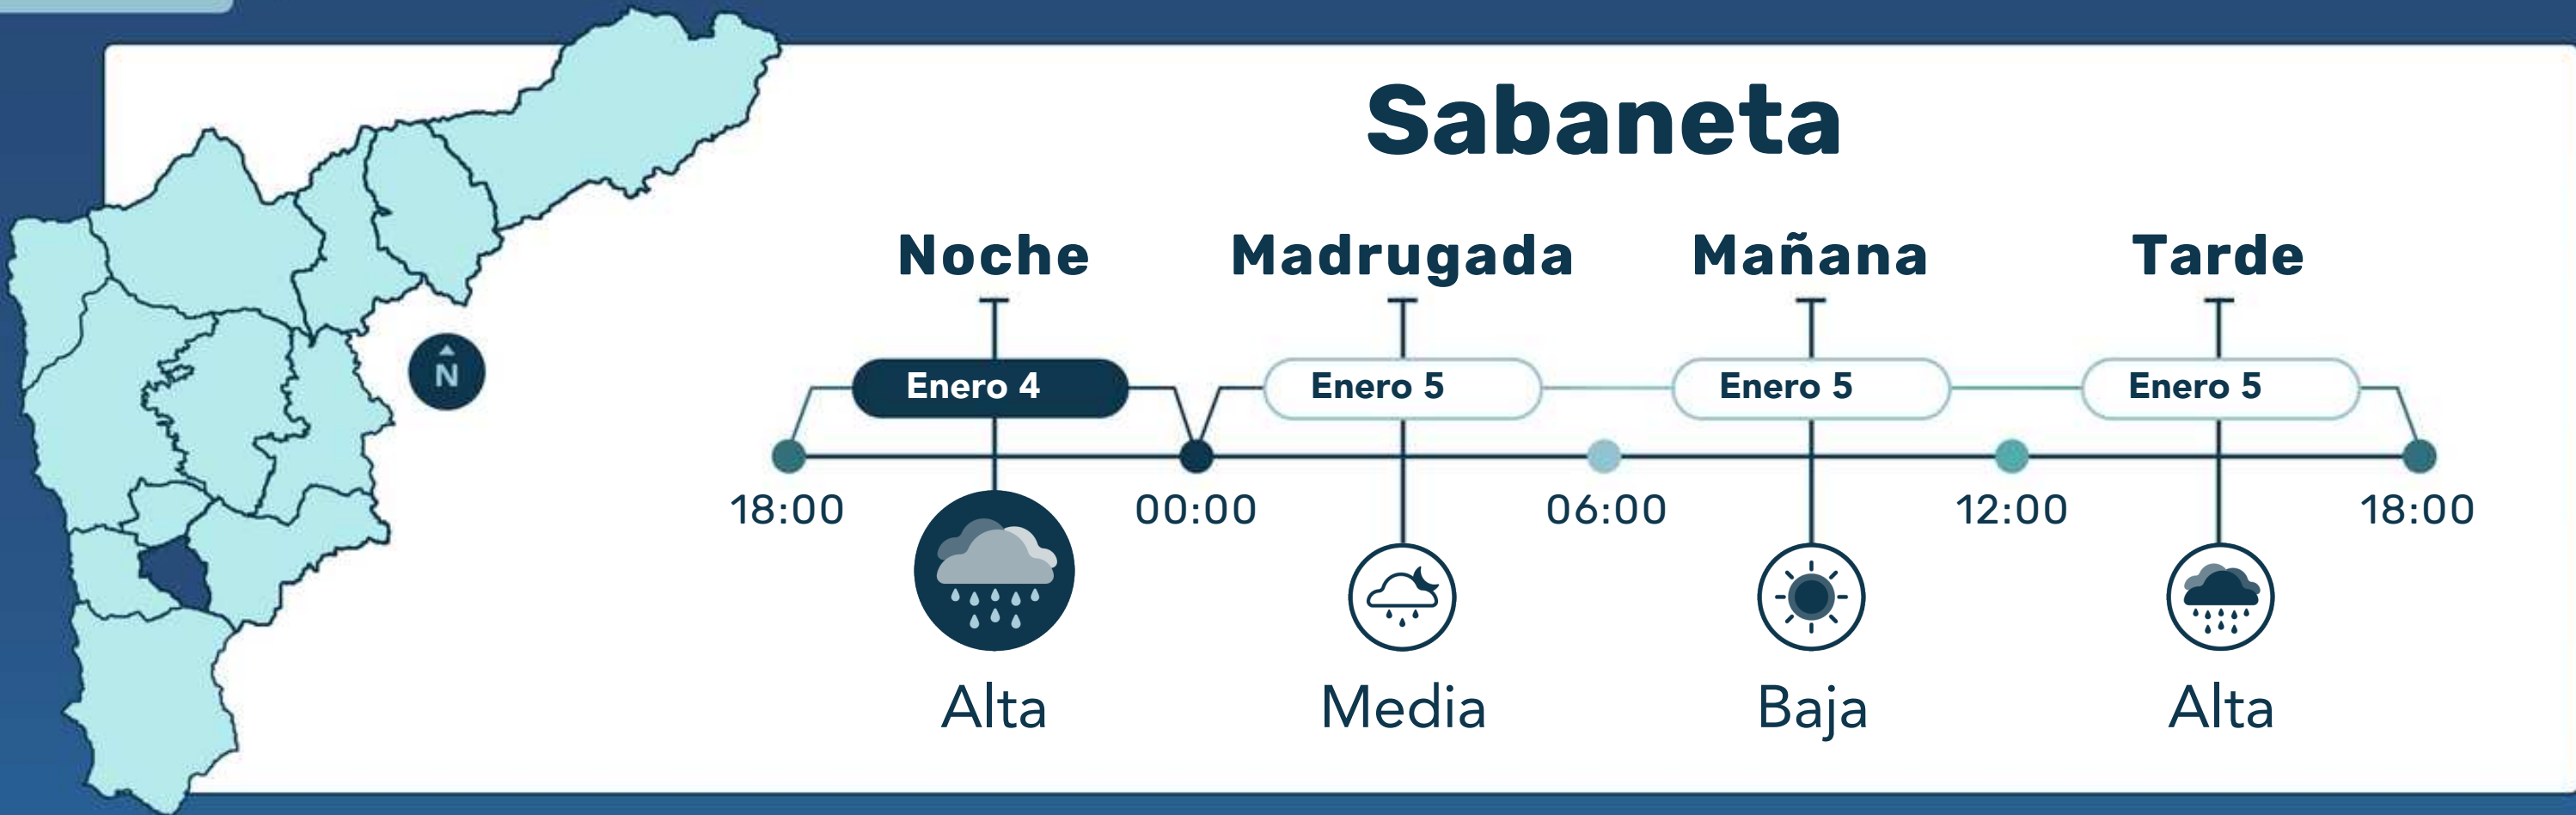 Sabaneta
Noche Madrugada Mañana Tarde
N
Enero 4 Enero 5 Enero 5 Enero 5
18:00 00:00 06:00 12:00 18:00
Alta Media Baja Alta